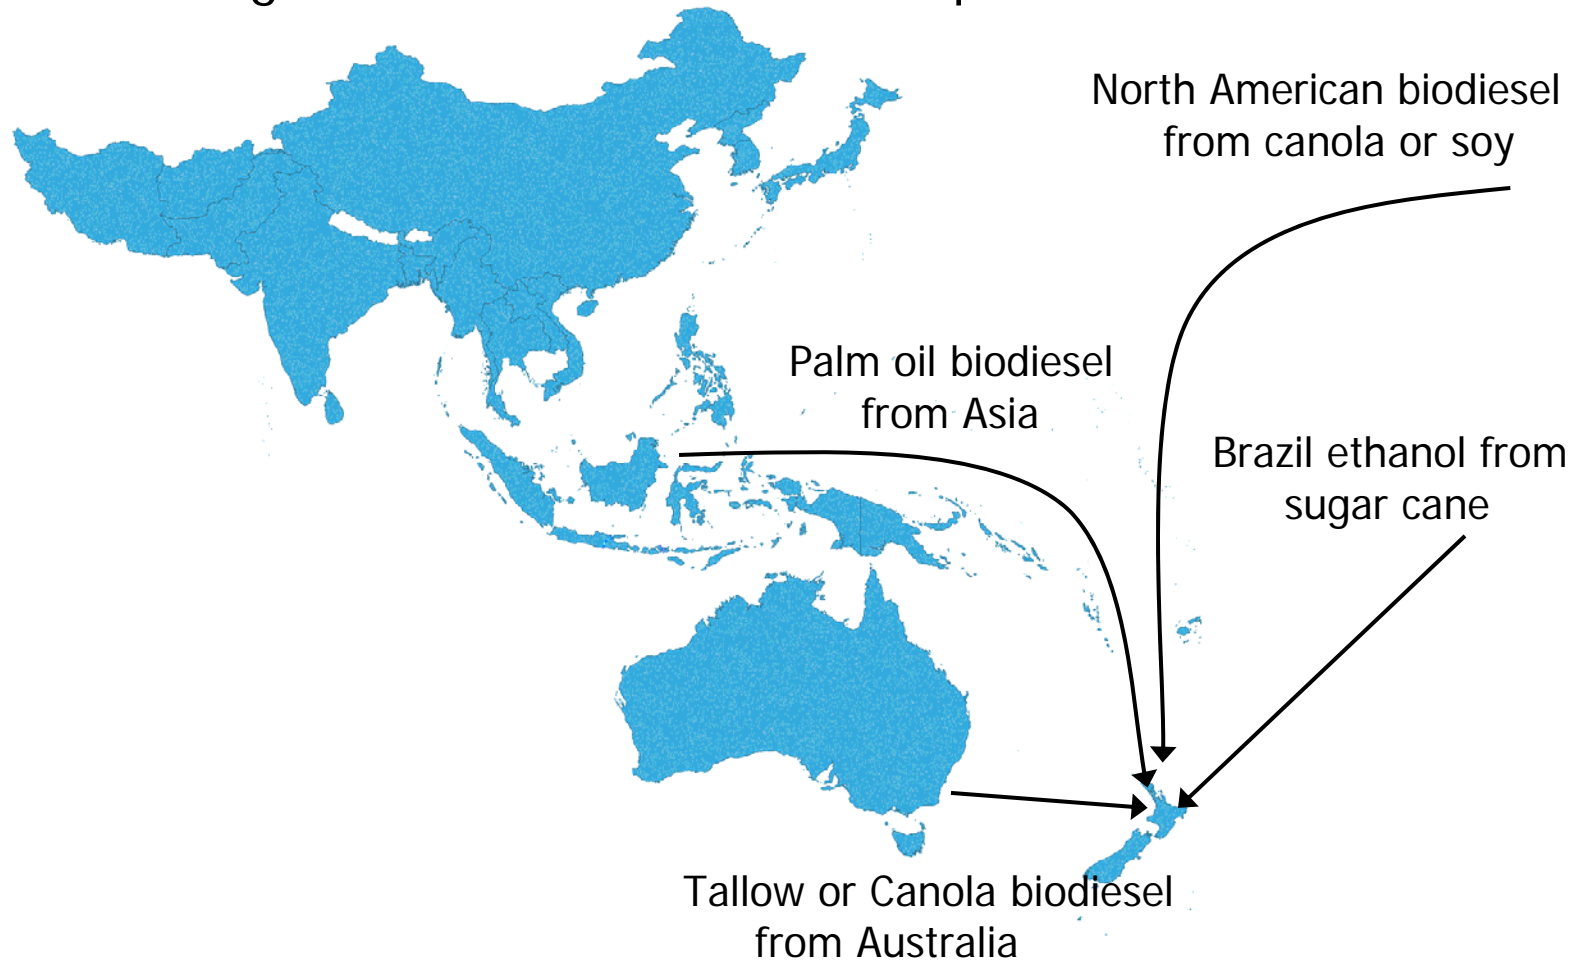 North American biodiesel
from canola or soy
Palm oil biodiesel
from Asia
Brazil ethanol from
sugar cane
Tallow or Canola biodiesel
from Australia